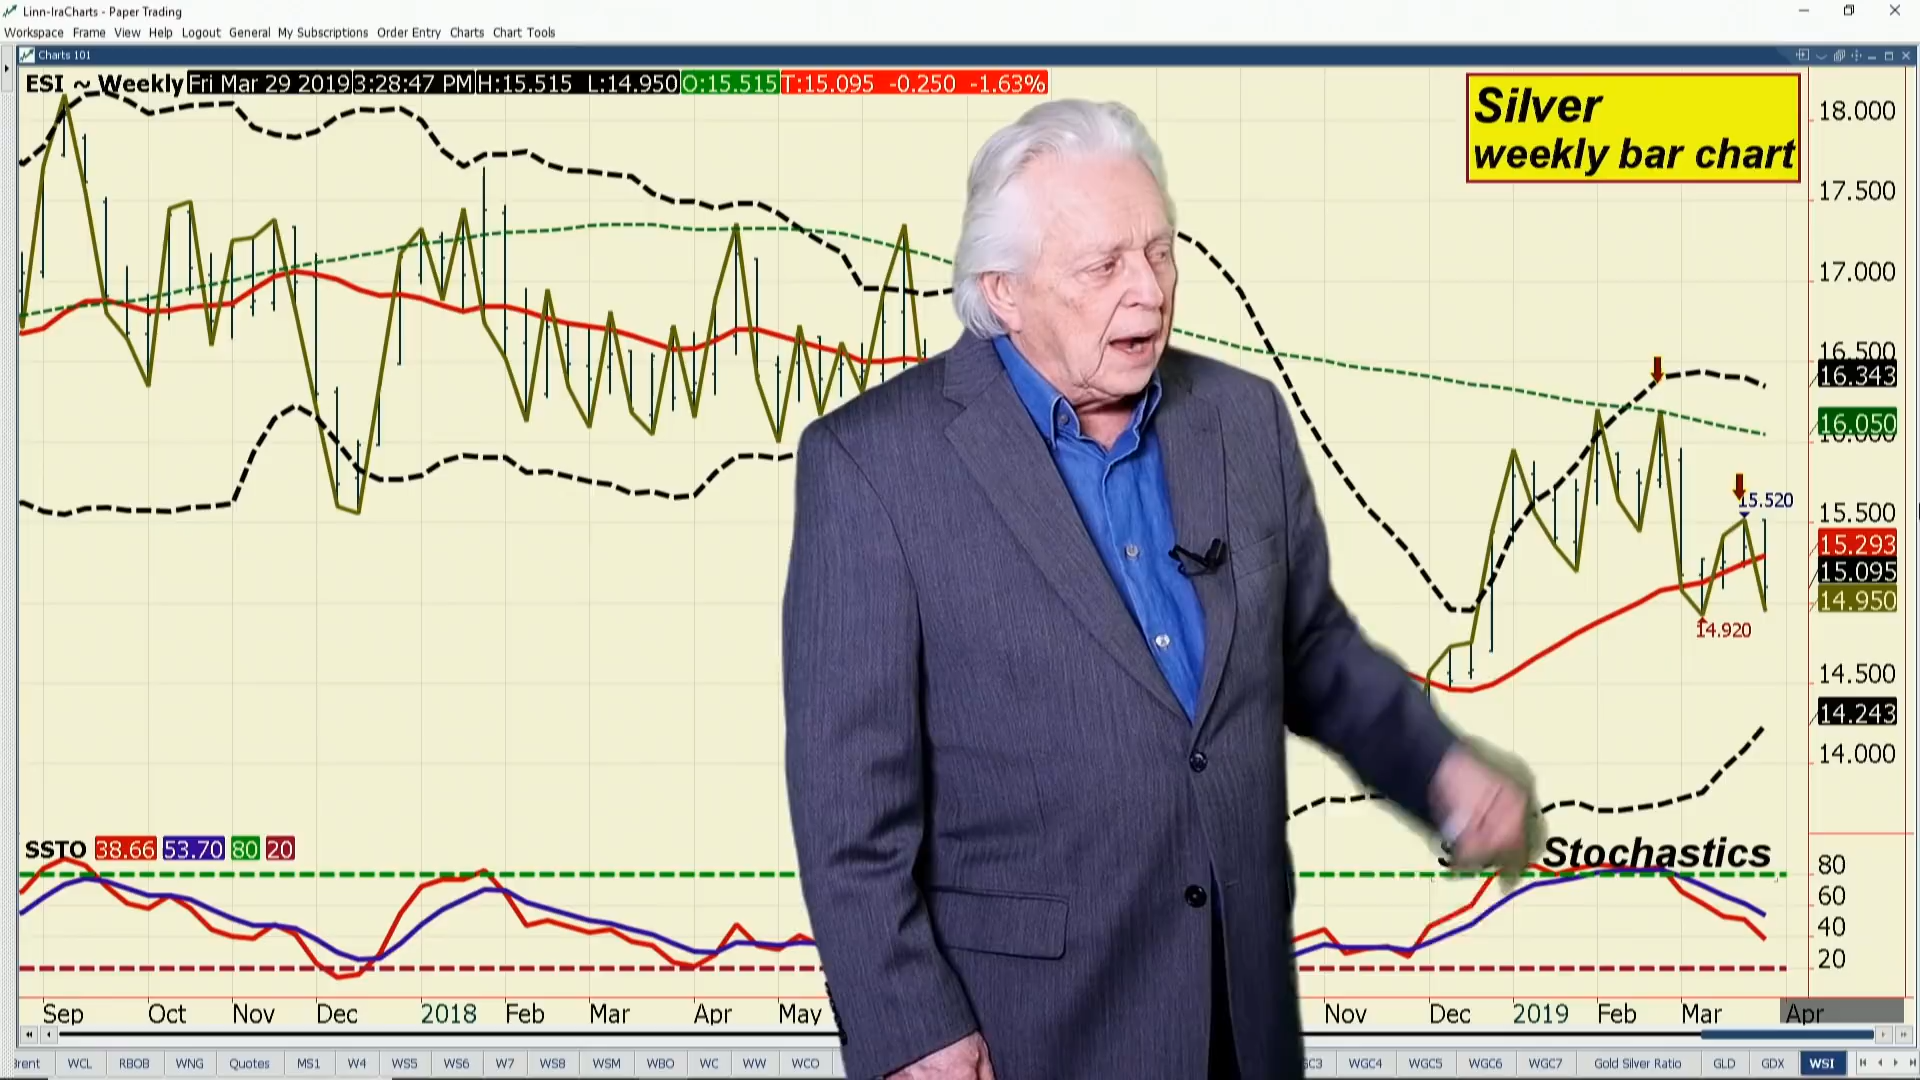 Linn-IraCharts - Paper Trading
Workspace Frame View Help Logout General My Subscriptions Order Entry Charts Chart Tools
Charts 101
ESI ~ Weekly Fri Mar 29 2019 3:28:47 PM H:15.515 L:14.950 O:15.515 T:15.095 -0.250 -1.63%
Silver
weekly bar chart
18.000
17.500
17.000
16.500
16.343
16.050
15.520
15.500
15.293
15.095
14.950
14.920
14.500
14.243
14.000
SSTO 38.66 53.70 80 20
Stochastics
80
60
40
20
Sep Oct Nov Dec 2018 Feb Mar Apr May Nov Dec 2019 Feb Mar Apr
WCL RBOB WNG Quotes MS1 W4 WS5 WS6 W7 WS8 WSM WBO WC WW WCO WGC4 WGC5 WGC6 WGC7 Gold Silver Ratio GLD GDX WSI